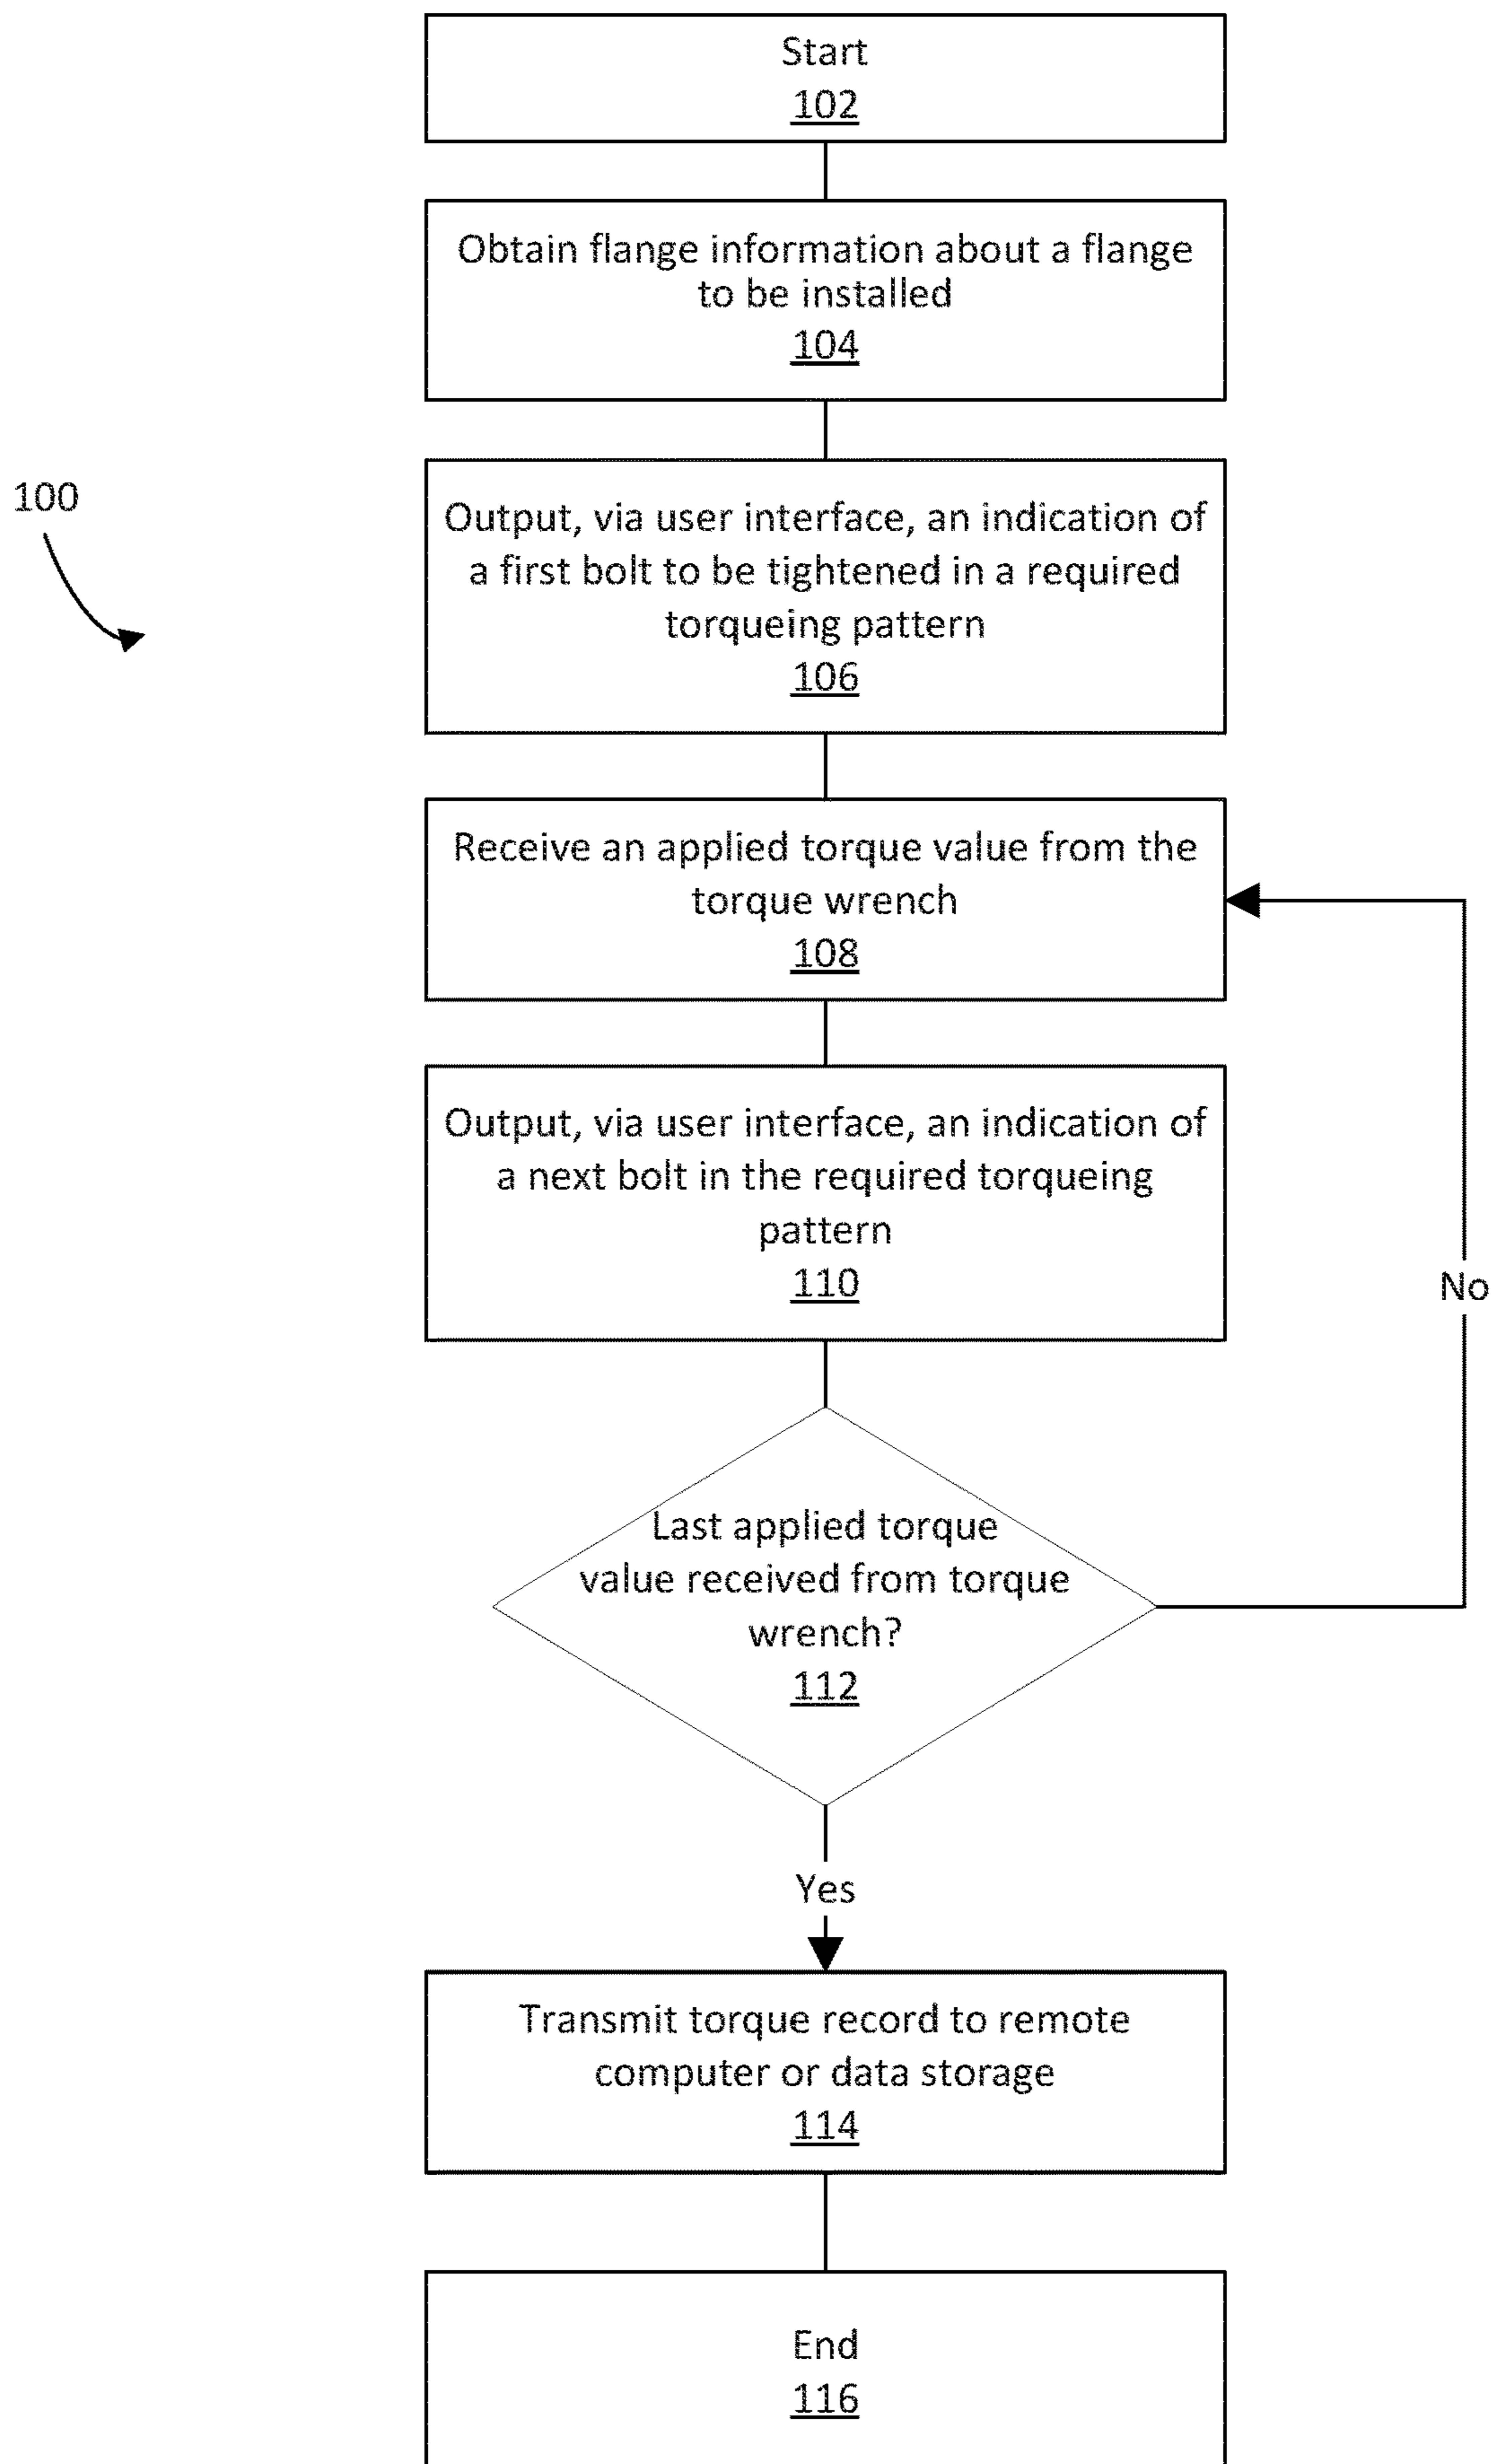 Start
102
Obtain flange information about a flange
to be installed
104
100
Output, via user interface, an indication of
a first bolt to be tightened in a required
torqueing pattern
106
Receive an applied torque value from the
torque wrench
108
Output, via user interface, an indication of
a next bolt in the required torqueing
pattern
110
No
Last applied torque
value received from torque
wrench?
112
Yes
Transmit torque record to remote
computer or data storage
114
End
116